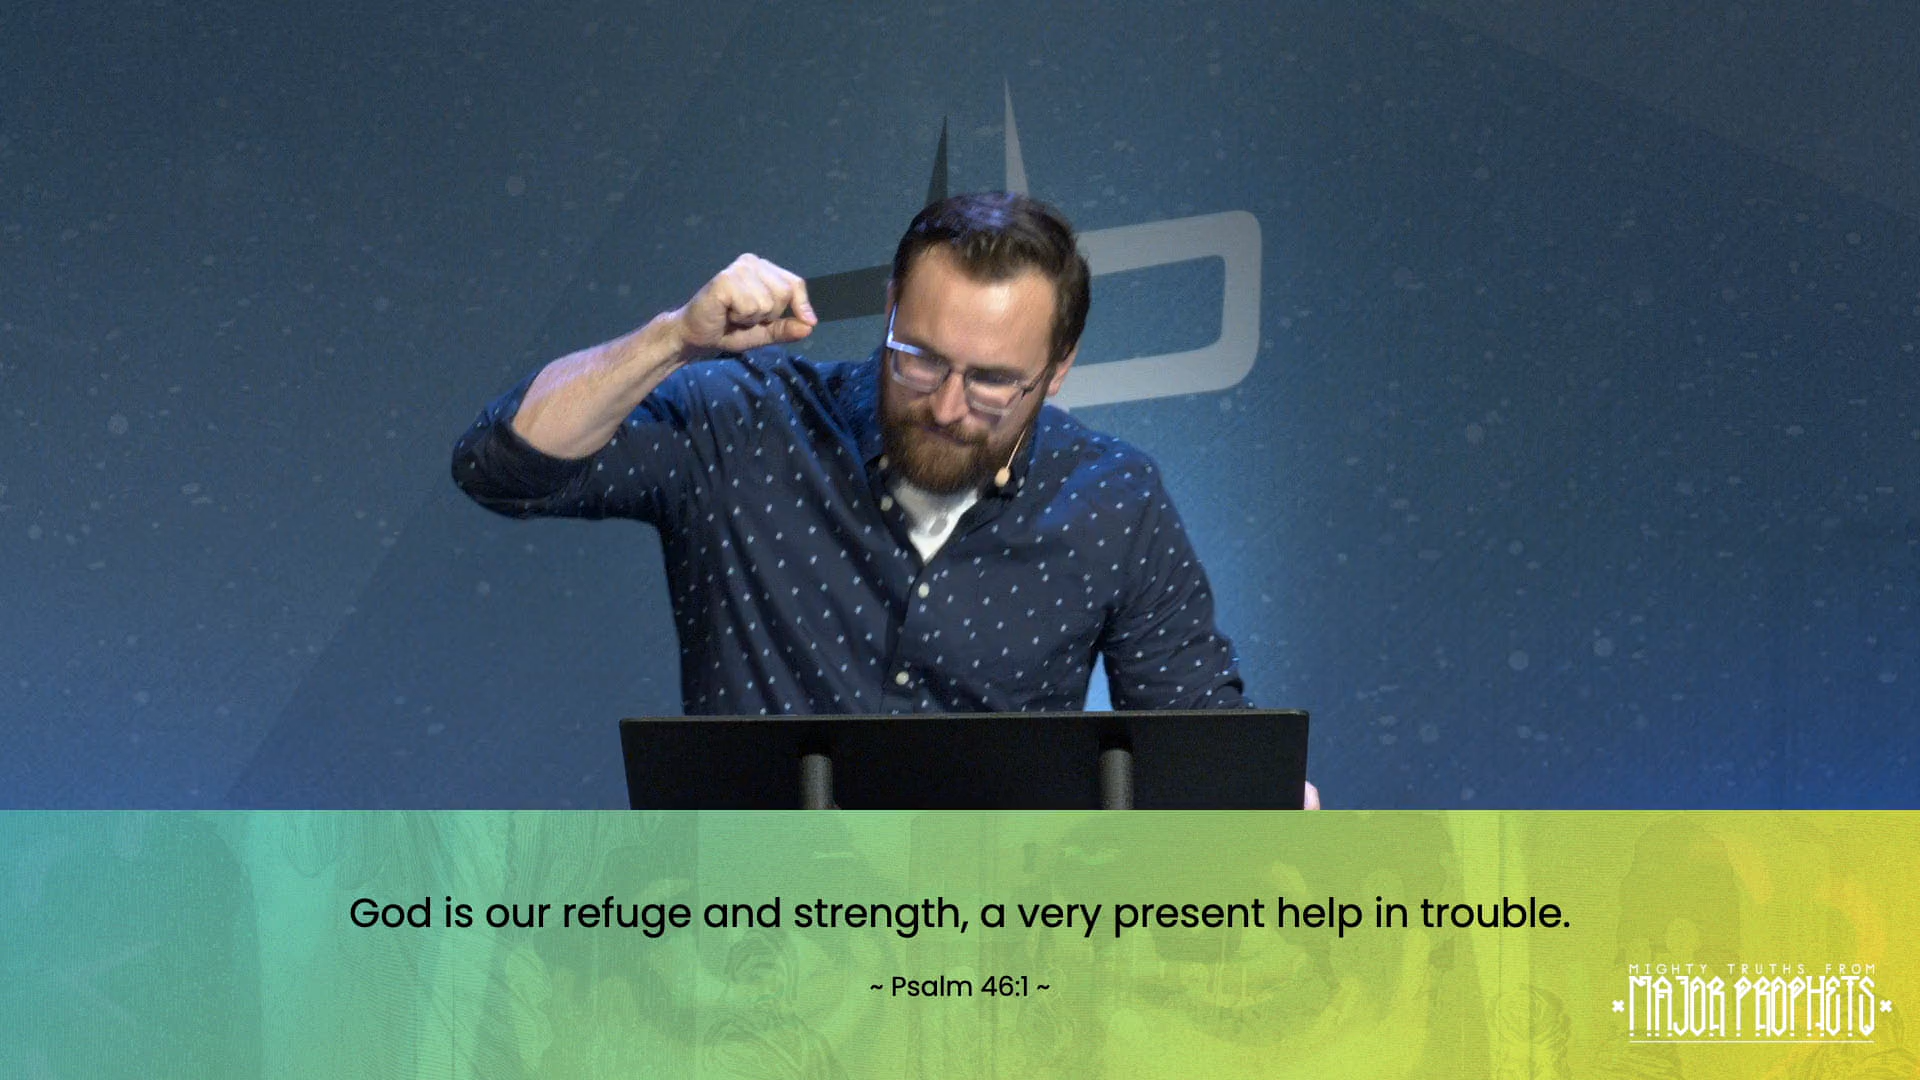 God is our refuge and strength, a very present help in trouble.
~ Psalm 46:1 ~
MIGHTY TRUTHS FROM
MAJOR PROPHETS